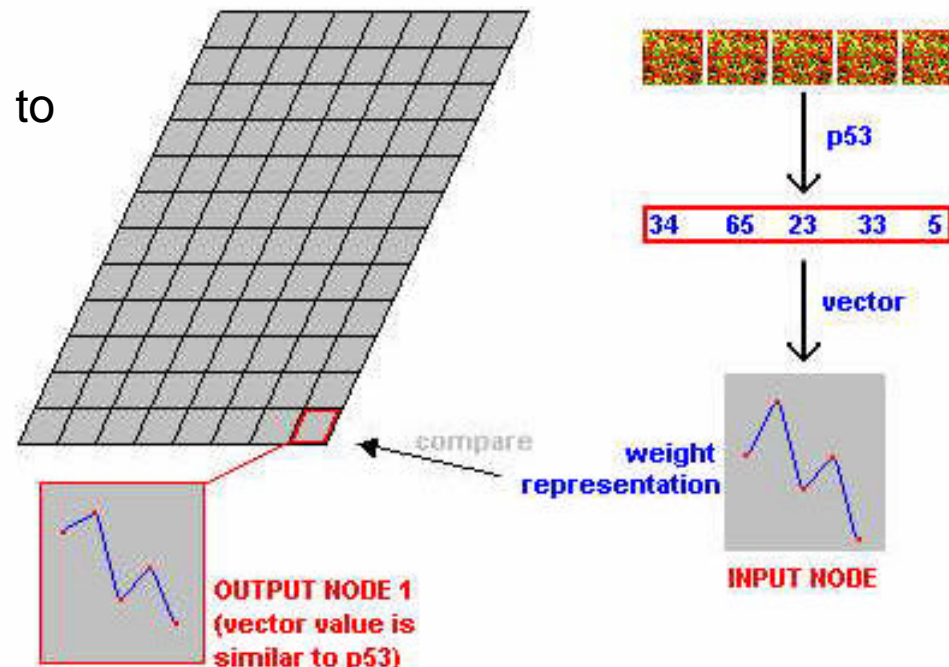 to
p53
34 65 23 33 5
vector
compare
weight
representation
INPUT NODE
OUTPUT NODE 1
(vector value is
similar to p53)